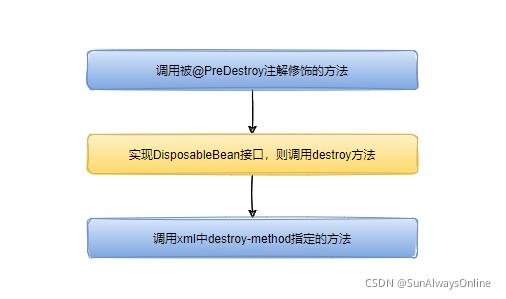 调用被@PreDestroy注解修饰的方法
实现DisposableBean接口，则调用destroy方法
调用xml中destroy-method指定的方法
CSDN @SunAlwaysOnline